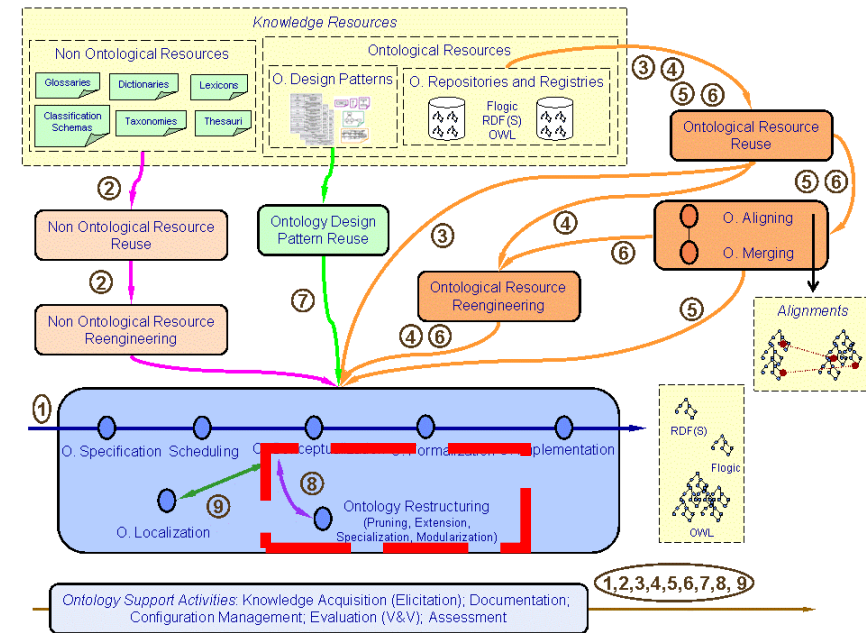 Knowledge Resources
Non Ontological Resources
Glossaries
Dictionaries
Lexicons
Classification
Schemas
Taxonomies
Thesauri
Ontological Resources
O. Design Patterns
O. Repositories and Registries
Flogic
RDF(S)
OWL
3 4
5 6
Ontological Resource
Reuse
5 6
2
Non Ontological Resource
Reuse
Ontology Design
Pattern Reuse
3
4
O. Aligning
O. Merging
6
2
7
Ontological Resource
Reengineering
5
Non Ontological Resource
Reengineering
4 6
Alignments
1
O. Specification
Scheduling
RDF(S)
Flogic
OWL
9
8
O. Localization
Ontology Restructuring
(Pruning, Extension,
Specialization, Modularization)
1,2,3,4,5,6,7,8, 9
Ontology Support Activities: Knowledge Acquisition (Elicitation); Documentation;
Configuration Management; Evaluation (V&V); Assessment